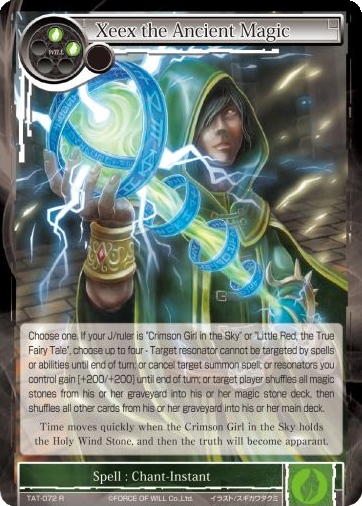 Xeex the Ancient Magic
WILL
Choose one. If your J/ruler is "Crimson Girl in the Sky" or "Little Red, the True
Fairy Tale", choose up to four - Target resonator cannot be targeted by spells
or abilities until end of turn; or cancel target summon spell; or resonators you
control gain [+200/+200] until end of turn; or target player shuffles all magic
stones from his or her graveyard into his or her magic stone deck, then
shuffles all other cards from his or her graveyard into his or her main deck.
Time moves quickly when the Crimson Girl in the Sky holds
the Holy Wind Stone, and then the truth will become apparant.
Spell : Chant-Instant
TAT-072 R ©FORCE OF WILL Co.,Ltd. イラスト/スギカワタクミ